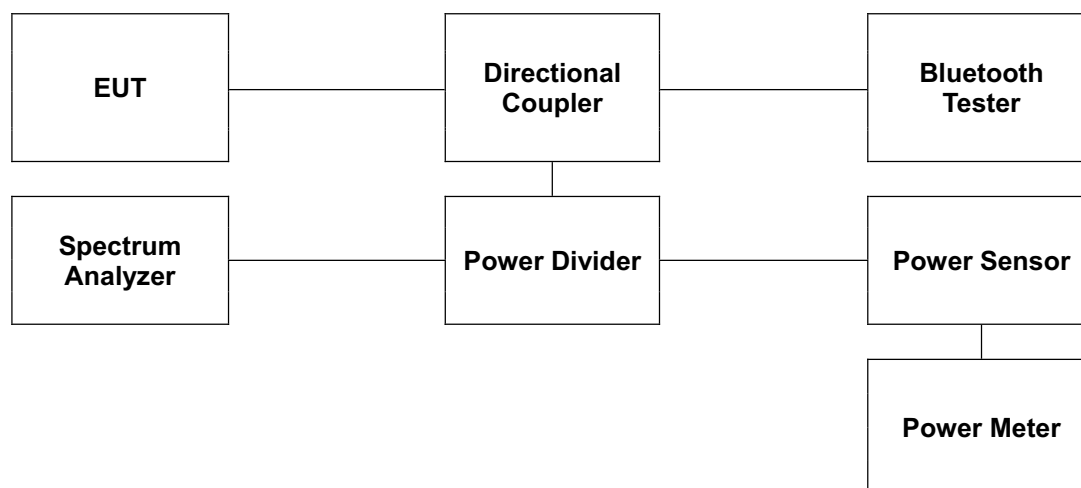 EUT
Directional
Coupler
Bluetooth
Tester
Spectrum
Analyzer
Power Divider
Power Sensor
Power Meter